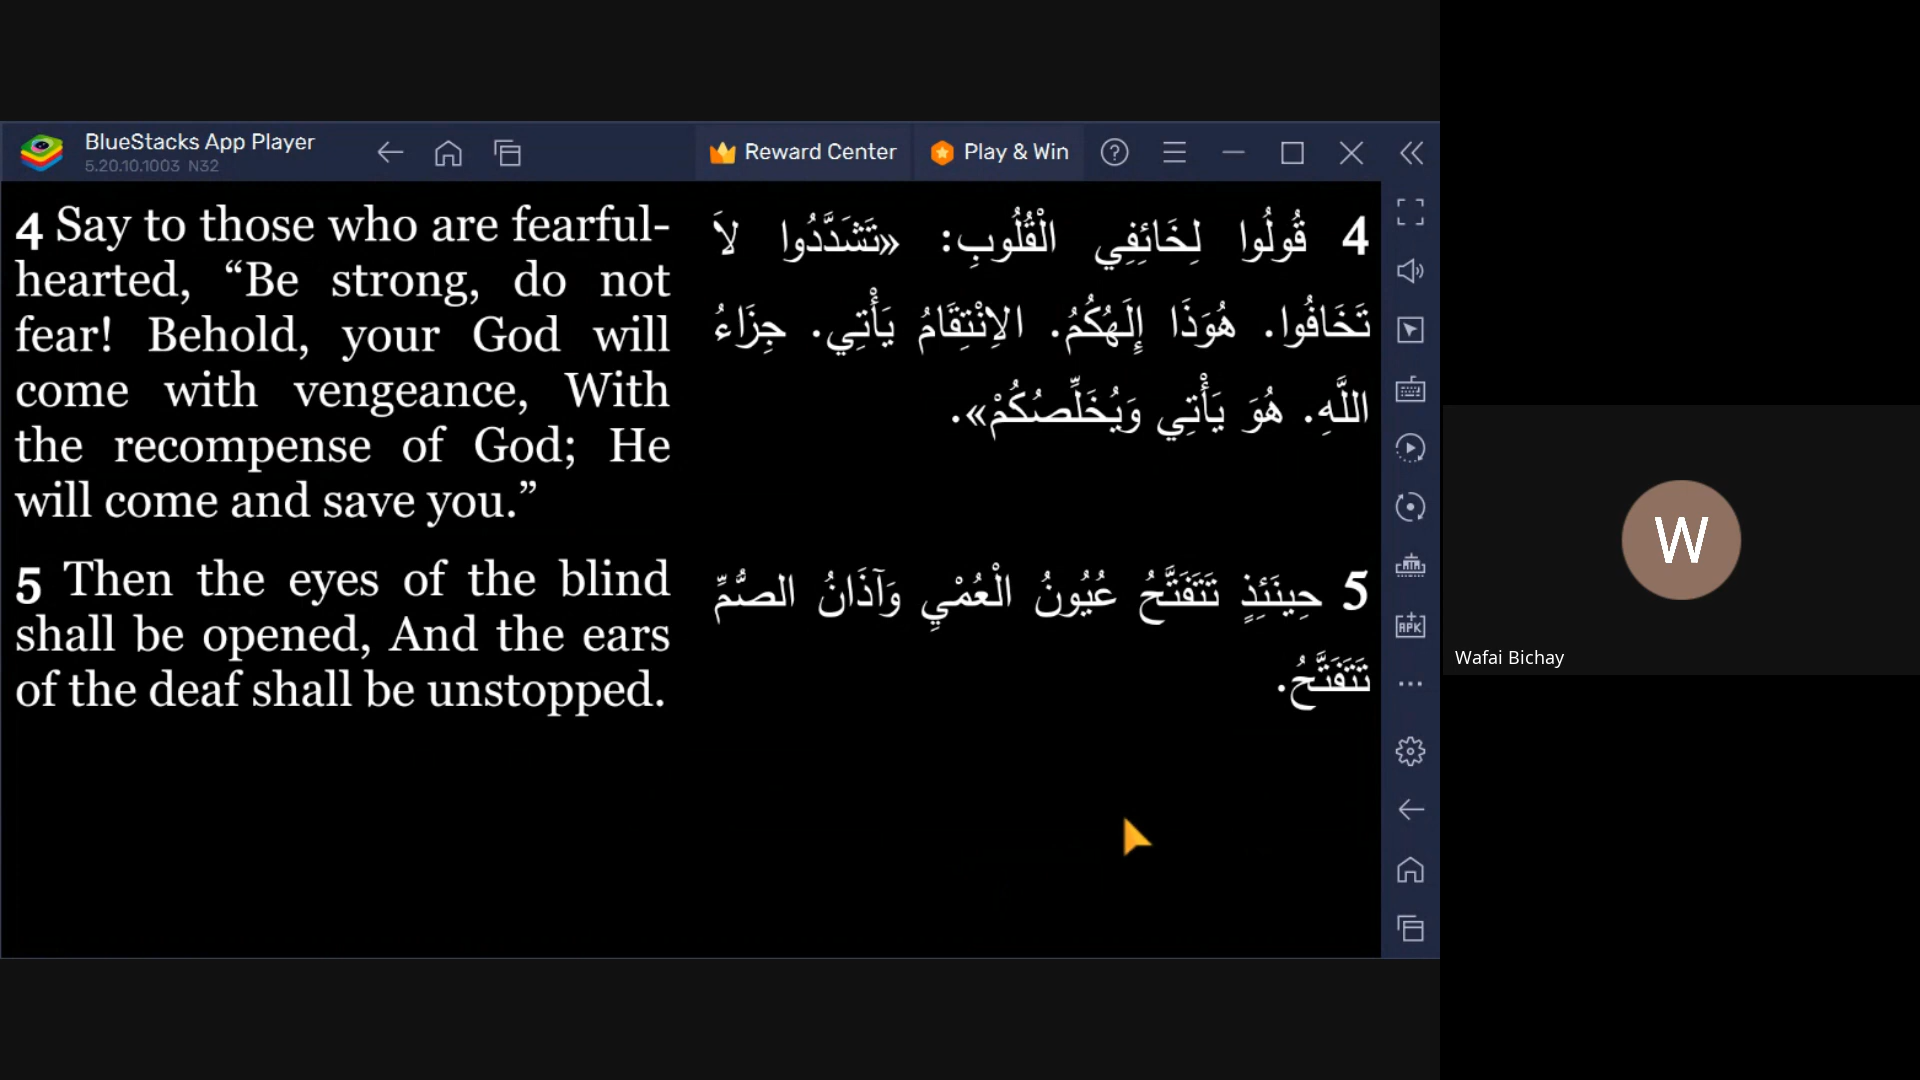 BlueStacks App Player
5.20.10.1003 N32
Reward Center
Play & Win
4 Say to those who are fearful-
hearted, “Be strong, do not
fear! Behold, your God will
come with vengeance, With
the recompense of God; He
will come and save you.”
5 Then the eyes of the blind
shall be opened, And the ears
of the deaf shall be unstopped.
4 قُولُوا لِخَائِفِي الْقُلُوبِ: «تَشَدَّدُوا لاَ
تَخَافُوا. هُوَذَا إِلَهُكُمُ. الاِنْتِقَامُ يَأْتِي. جِزَاءُ
اللَّهِ. هُوَ يَأْتِي وَيُخَلِّصُكُمْ».
5 حِينَئِذٍ تَتَفَتَّحُ عُيُونُ الْعُمْيِ وَآذَانُ الصُّمِّ
تَتَفَتَّحُ.
APK
W
Wafai Bichay